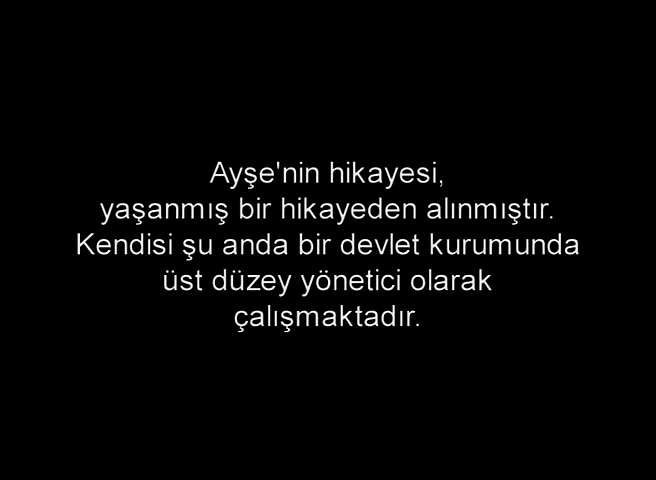 Ayşe'nin hikayesi,
yaşanmış bir hikayeden alınmıştır.
Kendisi şu anda bir devlet kurumunda
üst düzey yönetici olarak
çalışmaktadır.